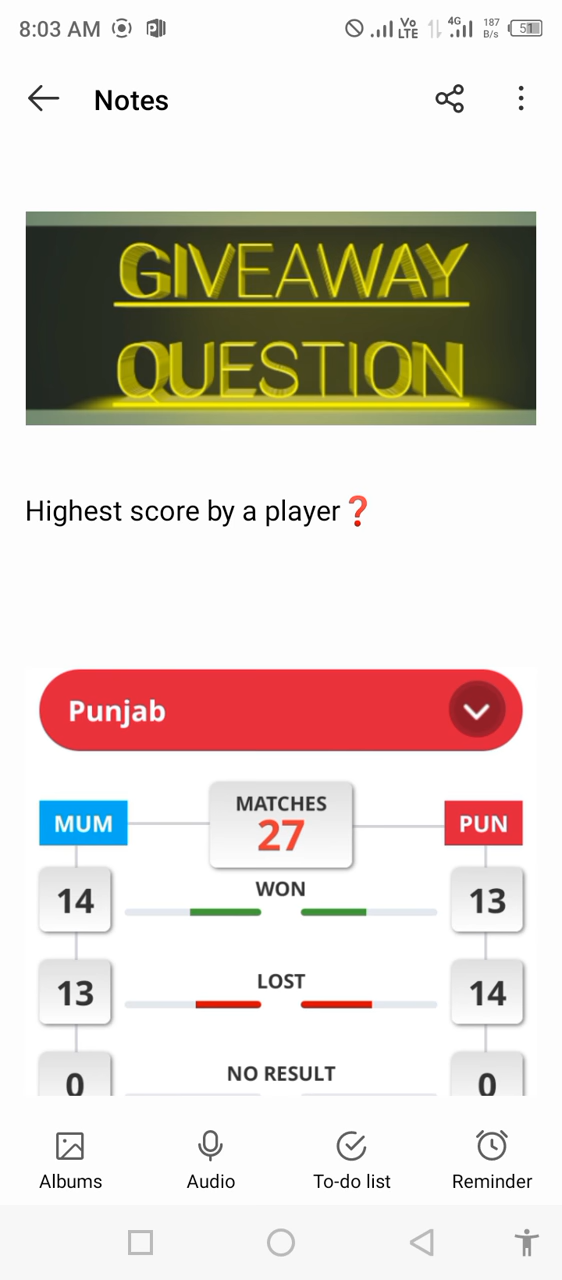 8:03 AM Vo LTE 4G 187 B/s 51
Notes
GIVEAWAY
QUESTION
Highest score by a player❓
Punjab
MATCHES
MUM 27 PUN
WON
14 13
LOST
13 14
NO RESULT
0 0
Albums Audio To-do list Reminder